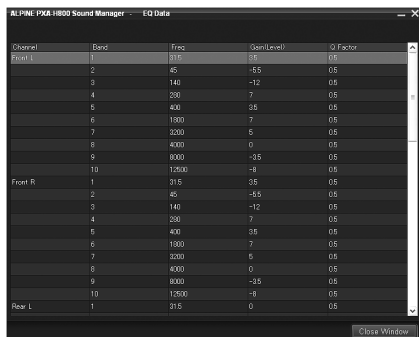 ALPINE PXA-H800 Sound Manager - EQ Data
Channel Band Freq Gain(Level) Q Factor
Front L 1 31.5 3.5 0.5
2 45 -5.5 0.5
3 140 -12 0.5
4 280 7 0.5
5 400 3.5 0.5
6 1800 7 0.5
7 3200 5 0.5
8 4000 0 0.5
9 8000 -3.5 0.5
10 12500 -8 0.5
Front R 1 31.5 3.5 0.5
2 45 -5.5 0.5
3 140 -12 0.5
4 280 7 0.5
5 400 3.5 0.5
6 1800 7 0.5
7 3200 5 0.5
8 4000 0 0.5
9 8000 -3.5 0.5
10 12500 -8 0.5
Rear L 1 31.5 0 0.5
Close Window